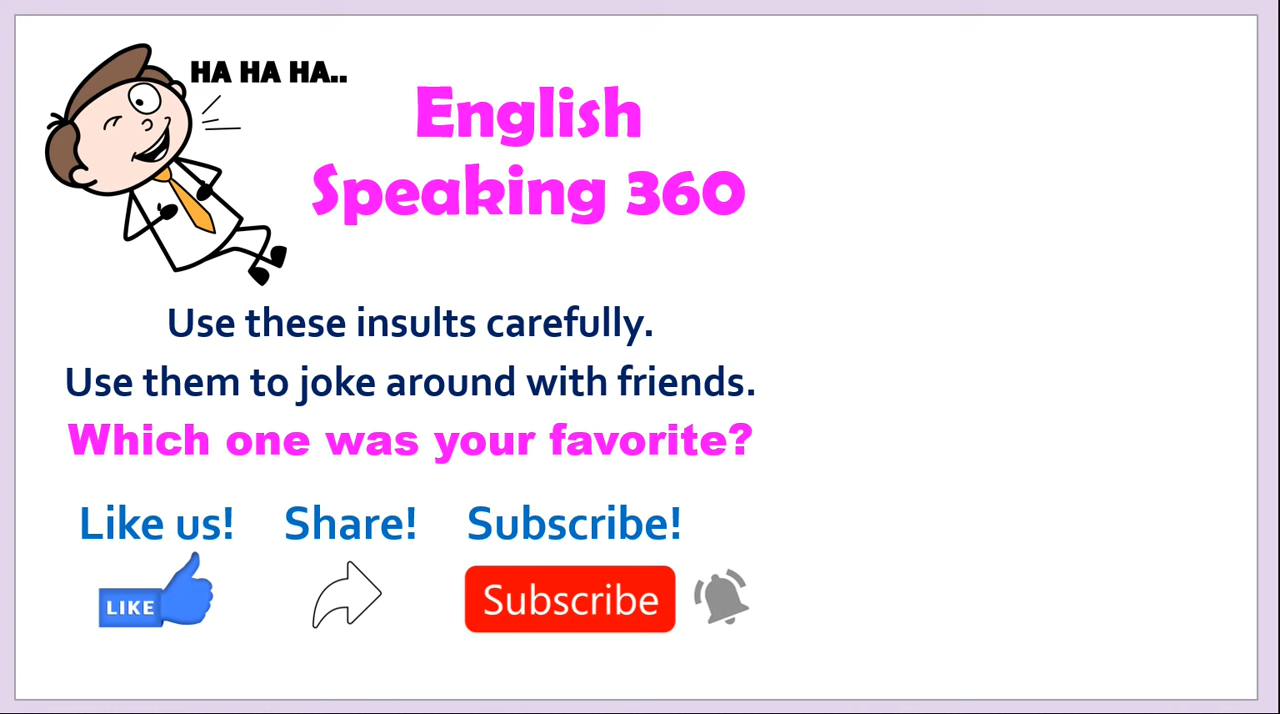 HA HA HA..
English
Speaking 360
Use these insults carefully.
Use them to joke around with friends.
Which one was your favorite?
Like us! Share! Subscribe!
LIKE Subscribe